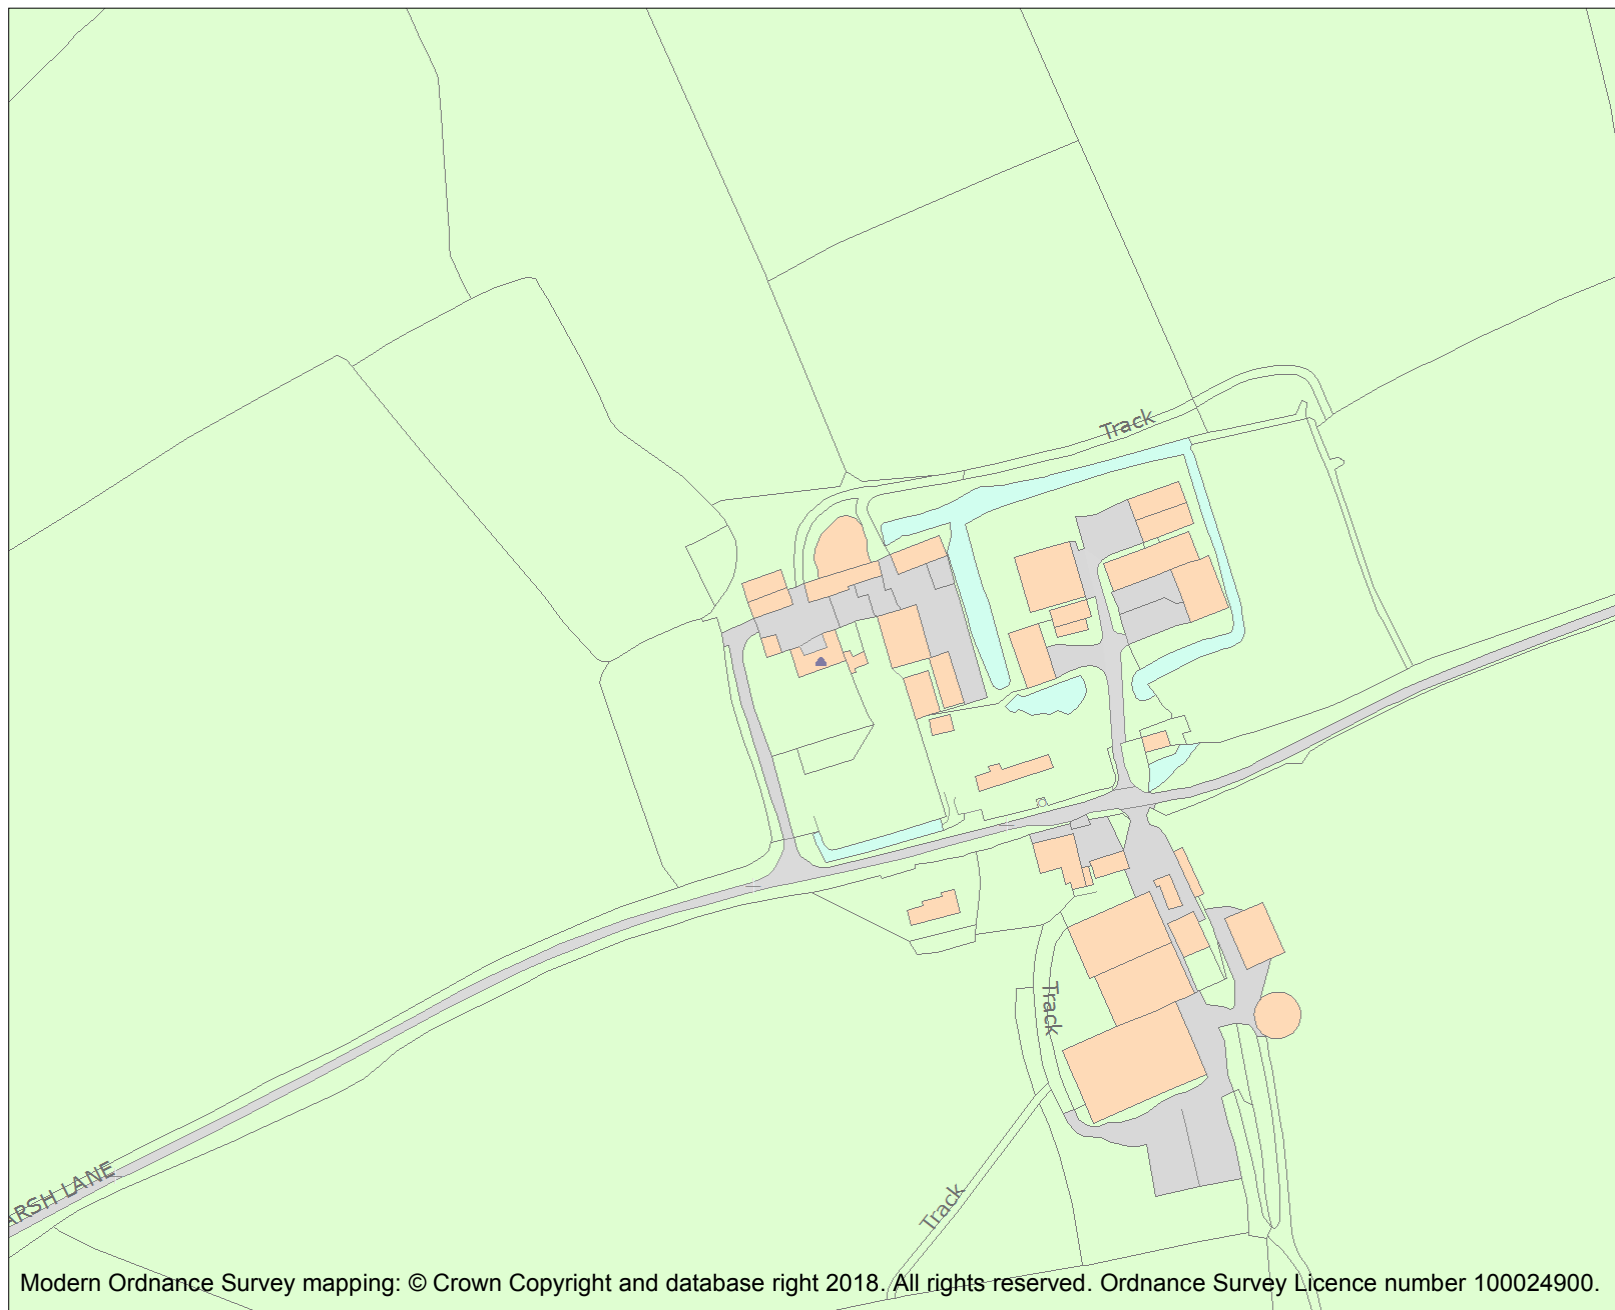 Track
Track
Track
ARSH LANE
Modern Ordnance Survey mapping: © Crown Copyright and database right 2018. All rights reserved. Ordnance Survey Licence number 100024900.